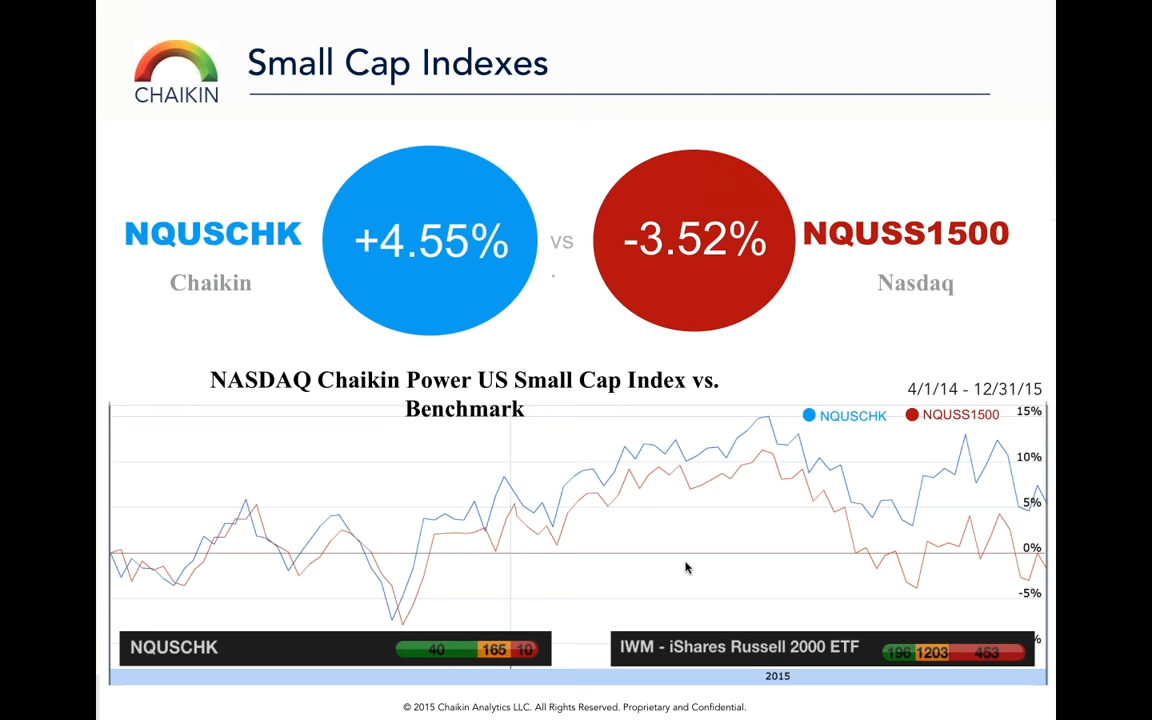 CHAIKIN
Small Cap Indexes
NQUSCHK
Chaikin
+4.55%
vs
.
-3.52%
NQUSS1500
Nasdaq
NASDAQ Chaikin Power US Small Cap Index vs.
Benchmark
4/1/14 - 12/31/15
NQUSCHK
NQUSS1500
15%
10%
5%
0%
-5%
%
NQUSCHK
40 165 10
IWM - iShares Russell 2000 ETF
196 1203 453
2015
© 2015 Chaikin Analytics LLC. All Rights Reserved. Proprietary and Confidential.